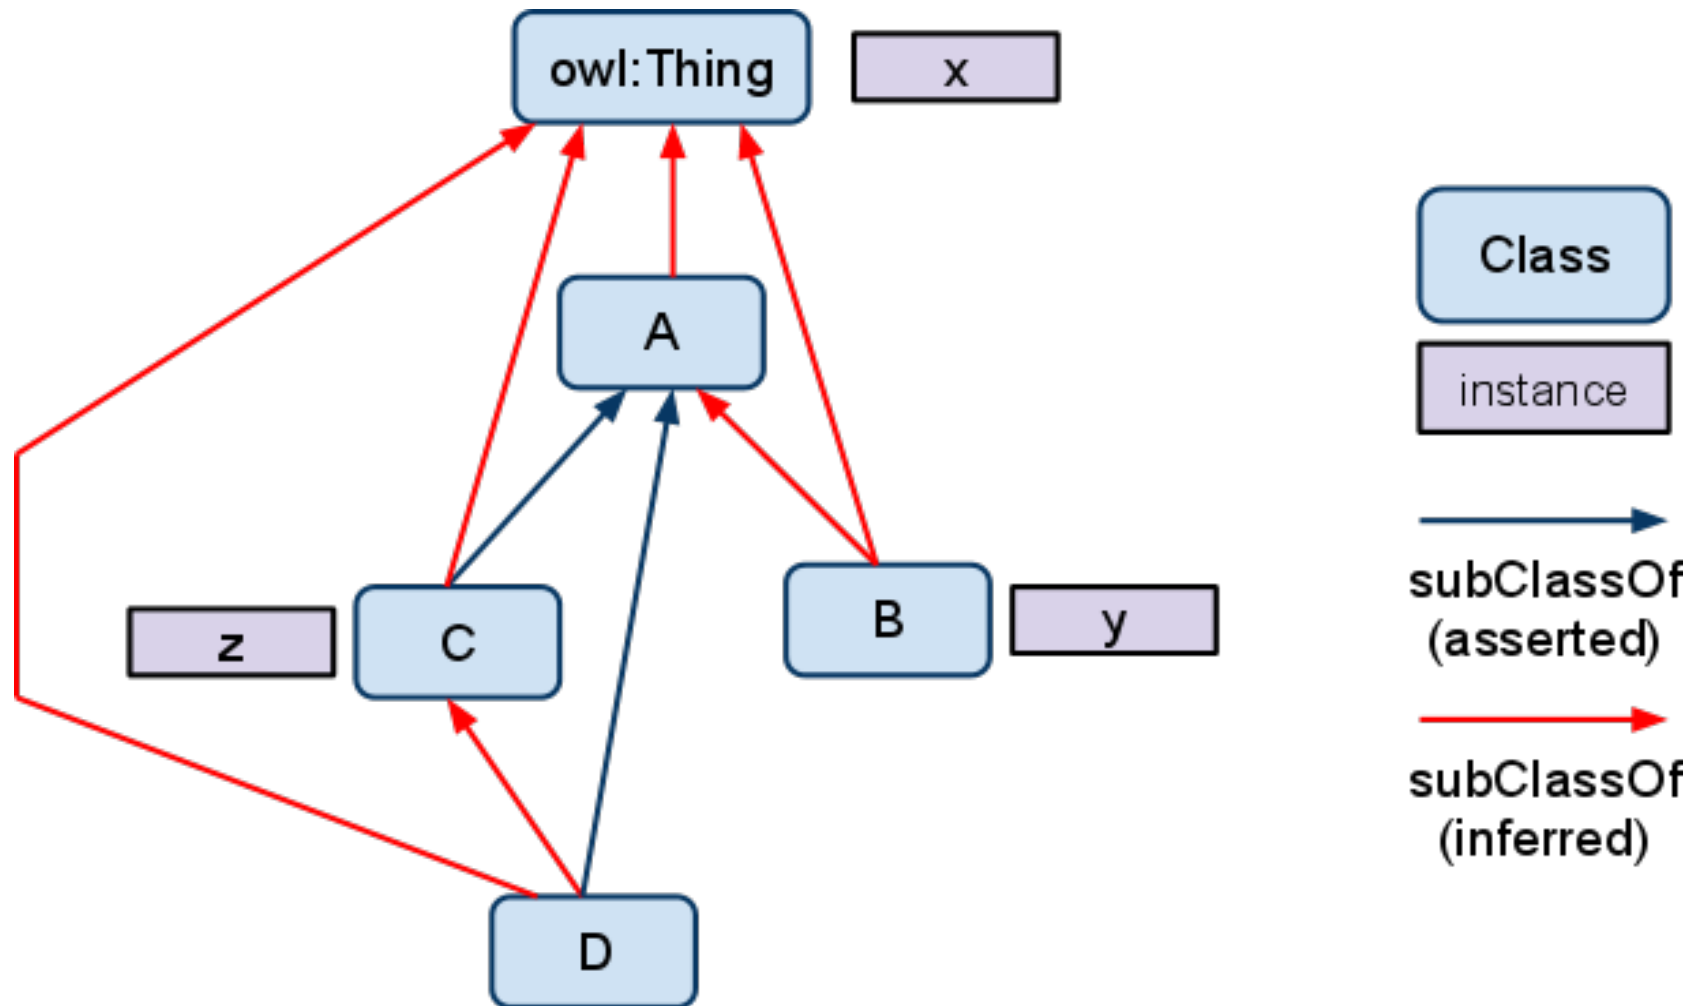 owl:Thing
x
A
z
C
B
y
D
Class
instance
subClassOf
(asserted)
subClassOf
(inferred)